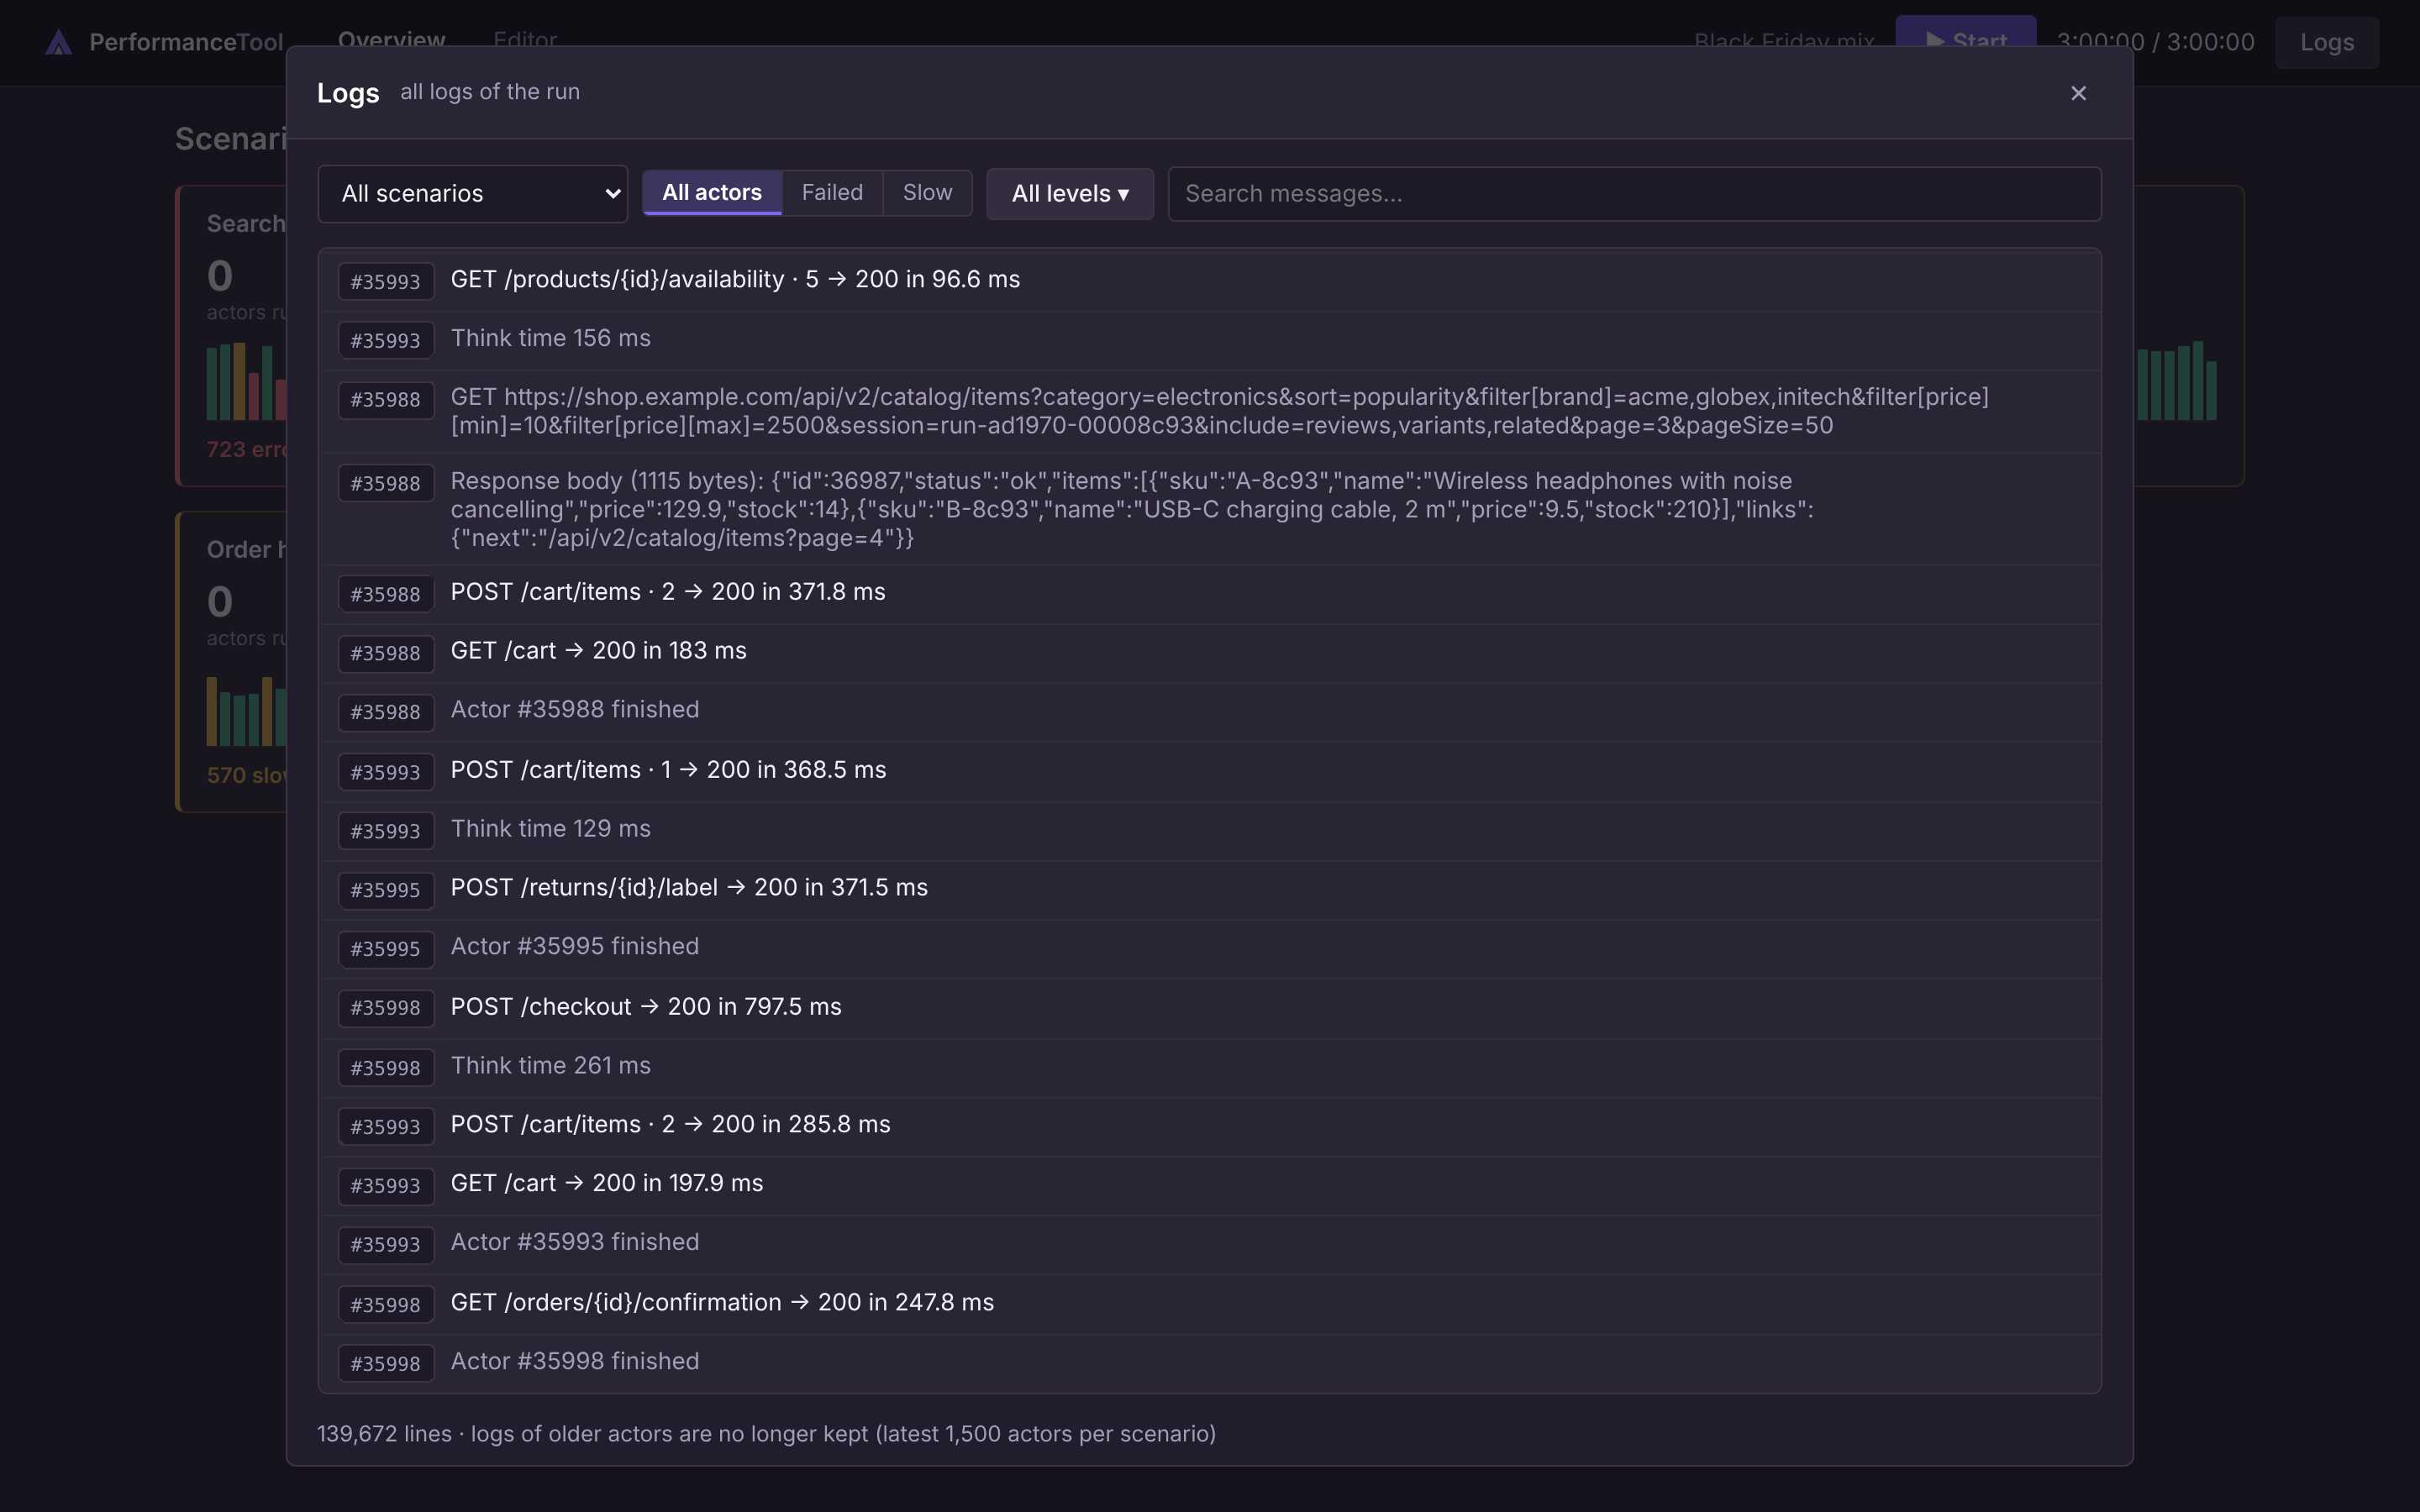 PerformanceTool
Overview
Editor
Black Friday mix
▶ Start
3:00:00 / 3:00:00
Logs
Scenari
Search
0
actors ru
723 erro
Order h
0
actors ru
570 slow
Logs all logs of the run
×
All scenarios
All actors
Failed
Slow
All levels ▾
Search messages...
#35993 GET /products/{id}/availability · 5 → 200 in 96.6 ms
#35993 Think time 156 ms
#35988 GET https://shop.example.com/api/v2/catalog/items?category=electronics&sort=popularity&filter[brand]=acme,globex,initech&filter[price]
[min]=10&filter[price][max]=2500&session=run-ad1970-00008c93&include=reviews,variants,related&page=3&pageSize=50
#35988 Response body (1115 bytes): {"id":36987,"status":"ok","items":[{"sku":"A-8c93","name":"Wireless headphones with noise
cancelling","price":129.9,"stock":14},{"sku":"B-8c93","name":"USB-C charging cable, 2 m","price":9.5,"stock":210}],"links":
{"next":"/api/v2/catalog/items?page=4"}}
#35988 POST /cart/items · 2 → 200 in 371.8 ms
#35988 GET /cart → 200 in 183 ms
#35988 Actor #35988 finished
#35993 POST /cart/items · 1 → 200 in 368.5 ms
#35993 Think time 129 ms
#35995 POST /returns/{id}/label → 200 in 371.5 ms
#35995 Actor #35995 finished
#35998 POST /checkout → 200 in 797.5 ms
#35998 Think time 261 ms
#35993 POST /cart/items · 2 → 200 in 285.8 ms
#35993 GET /cart → 200 in 197.9 ms
#35993 Actor #35993 finished
#35998 GET /orders/{id}/confirmation → 200 in 247.8 ms
#35998 Actor #35998 finished
139,672 lines · logs of older actors are no longer kept (latest 1,500 actors per scenario)